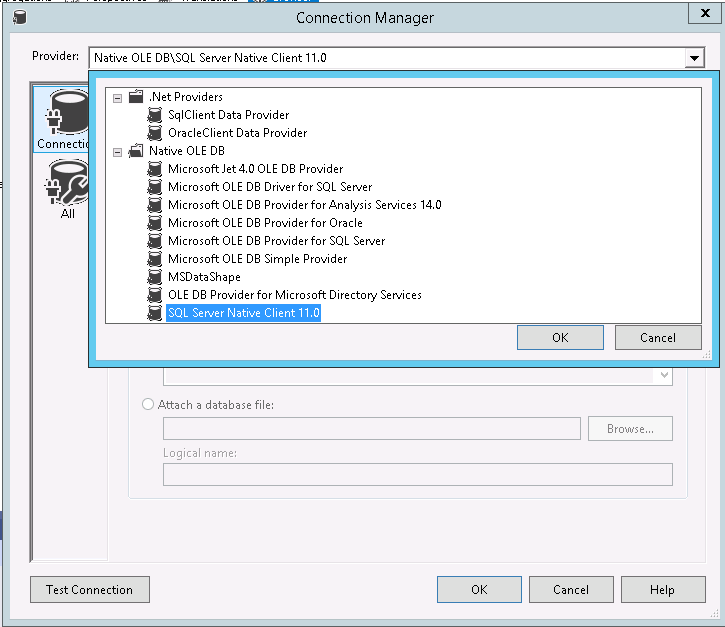 Connection Manager
Provider:
Native OLE DB\SQL Server Native Client 11.0
.Net Providers
SqlClient Data Provider
OracleClient Data Provider
Native OLE DB
Microsoft Jet 4.0 OLE DB Provider
Microsoft OLE DB Driver for SQL Server
Microsoft OLE DB Provider for Analysis Services 14.0
Microsoft OLE DB Provider for Oracle
Microsoft OLE DB Provider for SQL Server
Microsoft OLE DB Simple Provider
MSDataShape
OLE DB Provider for Microsoft Directory Services
SQL Server Native Client 11.0
OK Cancel
Connectio
All
Attach a database file:
Browse...
Logical name:
Test Connection OK Cancel Help